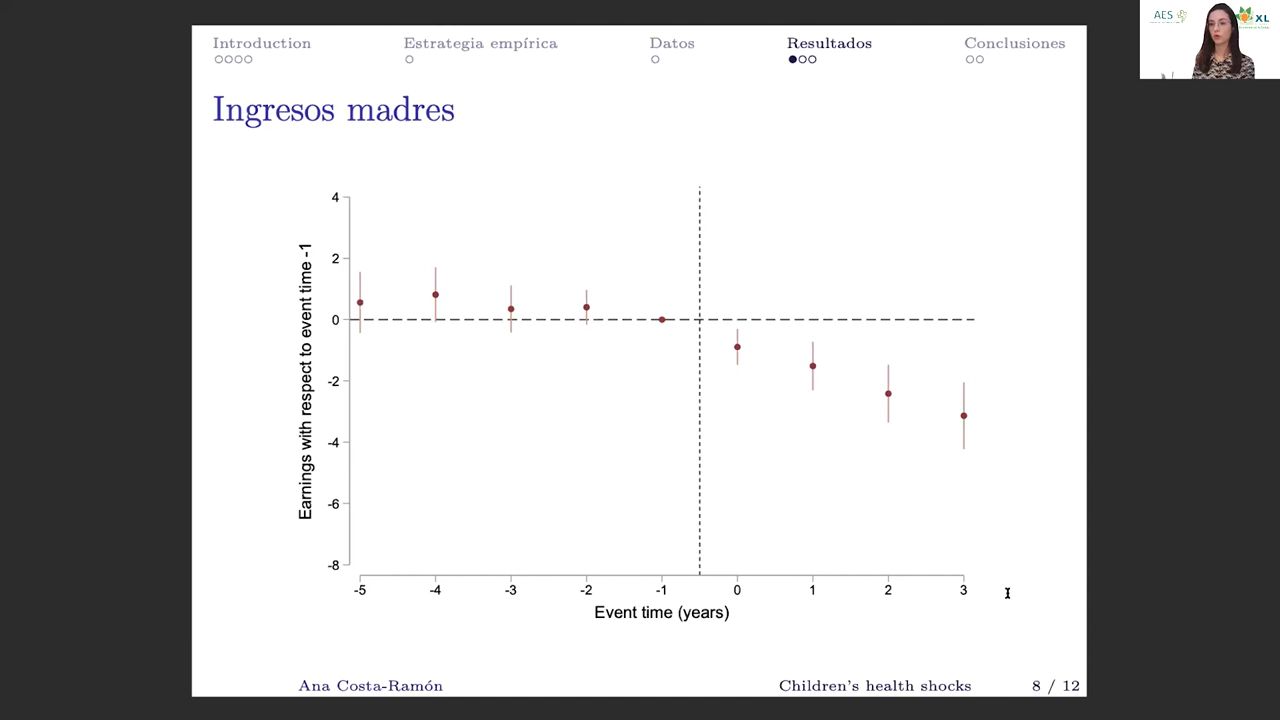 Introduction Estrategia empírica Datos Resultados Conclusiones
AES XL
Ingresos madres
Earnings with respect to event time -1
4
2
0
-2
-4
-6
-8
-5 -4 -3 -2 -1 0 1 2 3
Event time (years)
Ana Costa-Ramón Children's health shocks 8 / 12